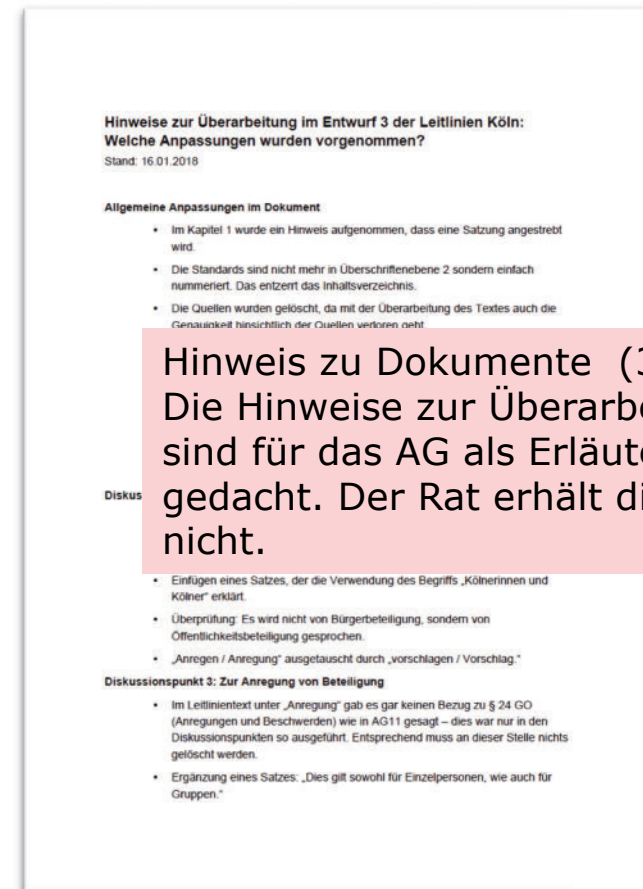 Hinweise zur Überarbeitung im Entwurf 3 der Leitlinien Köln:
Welche Anpassungen wurden vorgenommen?
Stand: 16.01.2018
Allgemeine Anpassungen im Dokument
• Im Kapitel 1 wurde ein Hinweis aufgenommen, dass eine Satzung angestrebt
wird.
• Die Standards sind nicht mehr in Überschriftenebene 2 sondern einfach
nummeriert. Das entzerrt das Inhaltsverzeichnis.
• Die Quellen wurden gelöscht, da mit der Überarbeitung des Textes auch die
Genauigkeit hinsichtlich der Quellen verloren geht.
Hinweis zu Dokumente (3
Die Hinweise zur Überarb
sind für das AG als Erläut
gedacht. Der Rat erhält d
nicht.
Diskus
• Einfügen eines Satzes, der die Verwendung des Begriffs „Kölnerinnen und
Kölner“ erklärt.
• Überprüfung: Es wird nicht von Bürgerbeteiligung, sondern von
Öffentlichkeitsbeteiligung gesprochen.
• „Anregen / Anregung“ ausgetauscht durch „vorschlagen / Vorschlag.“
Diskussionspunkt 3: Zur Anregung von Beteiligung
• Im Leitlinientext unter „Anregung“ gab es gar keinen Bezug zu § 24 GO
(Anregungen und Beschwerden) wie in AG11 gesagt – dies war nur in den
Diskussionspunkten so ausgeführt. Entsprechend muss an dieser Stelle nichts
gelöscht werden.
• Ergänzung eines Satzes: „Dies gilt sowohl für Einzelpersonen, wie auch für
Gruppen.“